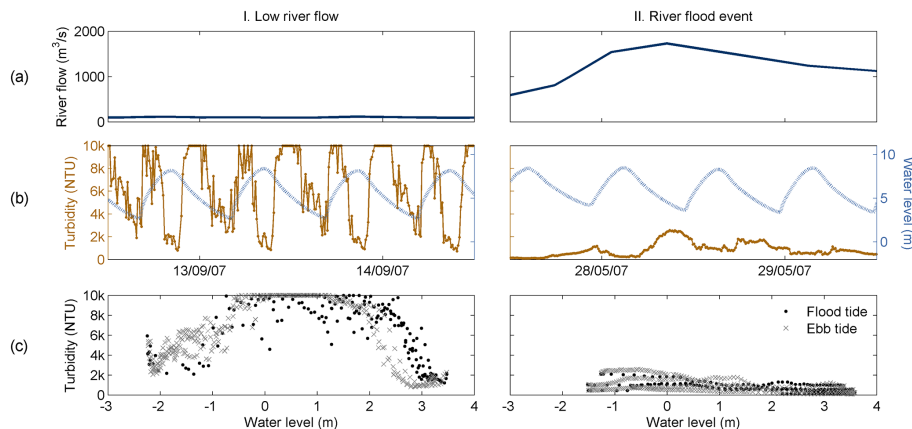 I. Low river flow
II. River flood event
(a)
River flow (m³/s)
2000
1000
0
(b)
Turbidity (NTU)
10k
8k
6k
4k
2k
0
13/09/07
14/09/07
28/05/07
29/05/07
10
5
0
Water level (m)
(c)
Turbidity (NTU)
10k
8k
6k
4k
2k
0
-3 -2 -1 0 1 2 3 4
Water level (m)
Flood tide
Ebb tide
-3 -2 -1 0 1 2 3 4
Water level (m)